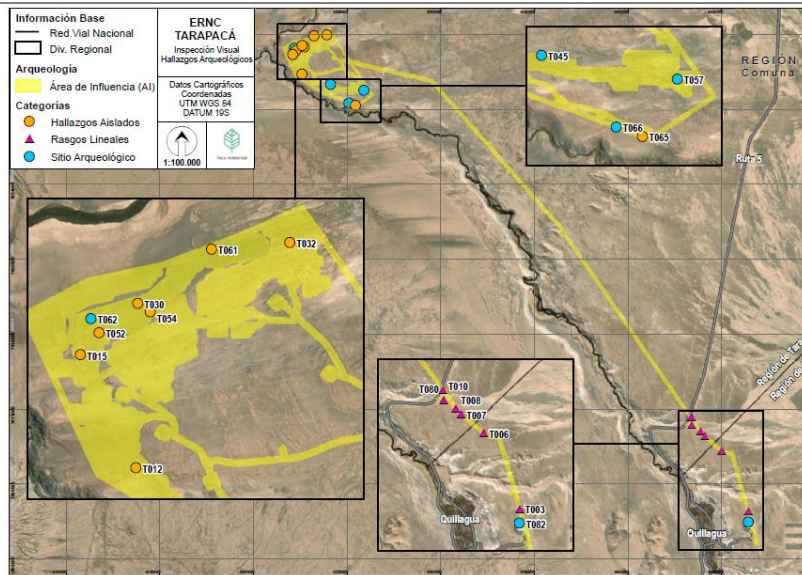 Información Base
Red Vial Nacional
Div. Regional
Arqueología
Área de Influencia (AI)
Categorías
Hallazgos Aislados
Rasgos Lineales
Sitio Arqueológico
ERNC
TARAPACÁ
Inspección Visual
Hallazgos Arqueológicos
Datos Cartográficos
Coordenadas
UTM WGS 84
DATUM 19S
1:100.000
T045
T057
T066
T065
REGIÓN
Comuna
Ruta 5
T061
T032
T030
T054
T062
T052
T015
T012
T080
T010
T008
T007
T006
T003
T082
Quillagua
Región de
Quillagua